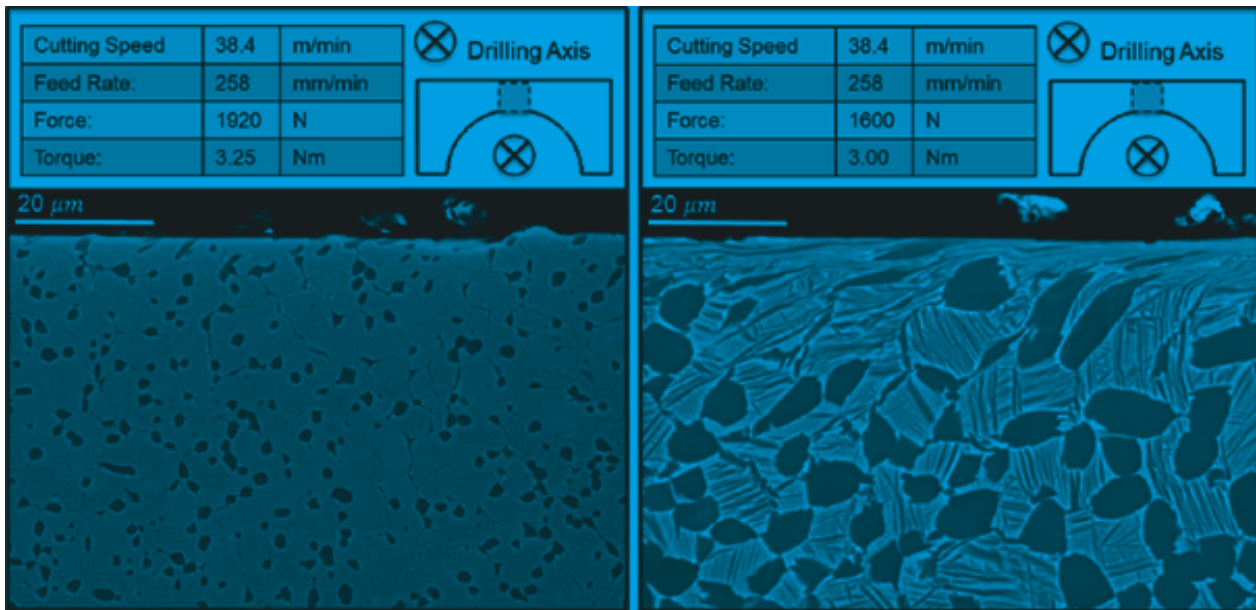 Cutting Speed 38.4 m/min
Feed Rate: 258 mm/min
Force: 1920 N
Torque: 3.25 Nm
Drilling Axis
20 μm
Cutting Speed 38.4 m/min
Feed Rate: 258 mm/min
Force: 1600 N
Torque: 3.00 Nm
Drilling Axis
20 μm